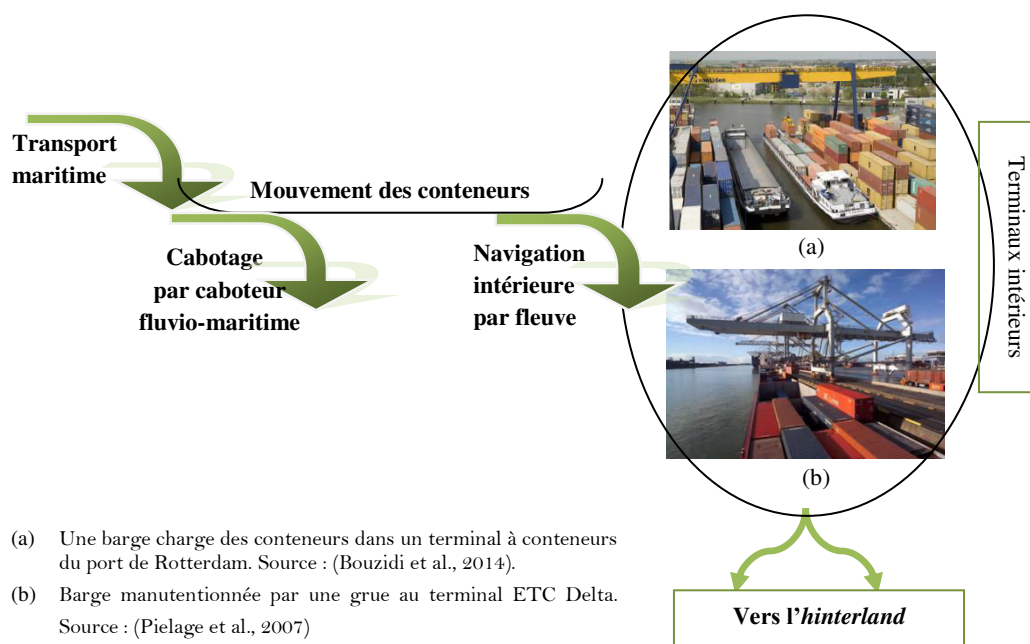 Transport
maritime
Mouvement des conteneurs
Cabotage
par caboteur
fluvio-maritime
Navigation
intérieure
par fleuve
(a)
(b)
Terminaux intérieurs
(a) Une barge charge des conteneurs dans un terminal à conteneurs
du port de Rotterdam. Source : (Bouzidi et al., 2014).
(b) Barge manutentionnée par une grue au terminal ETC Delta.
Source : (Pielage et al., 2007)
Vers l'hinterland